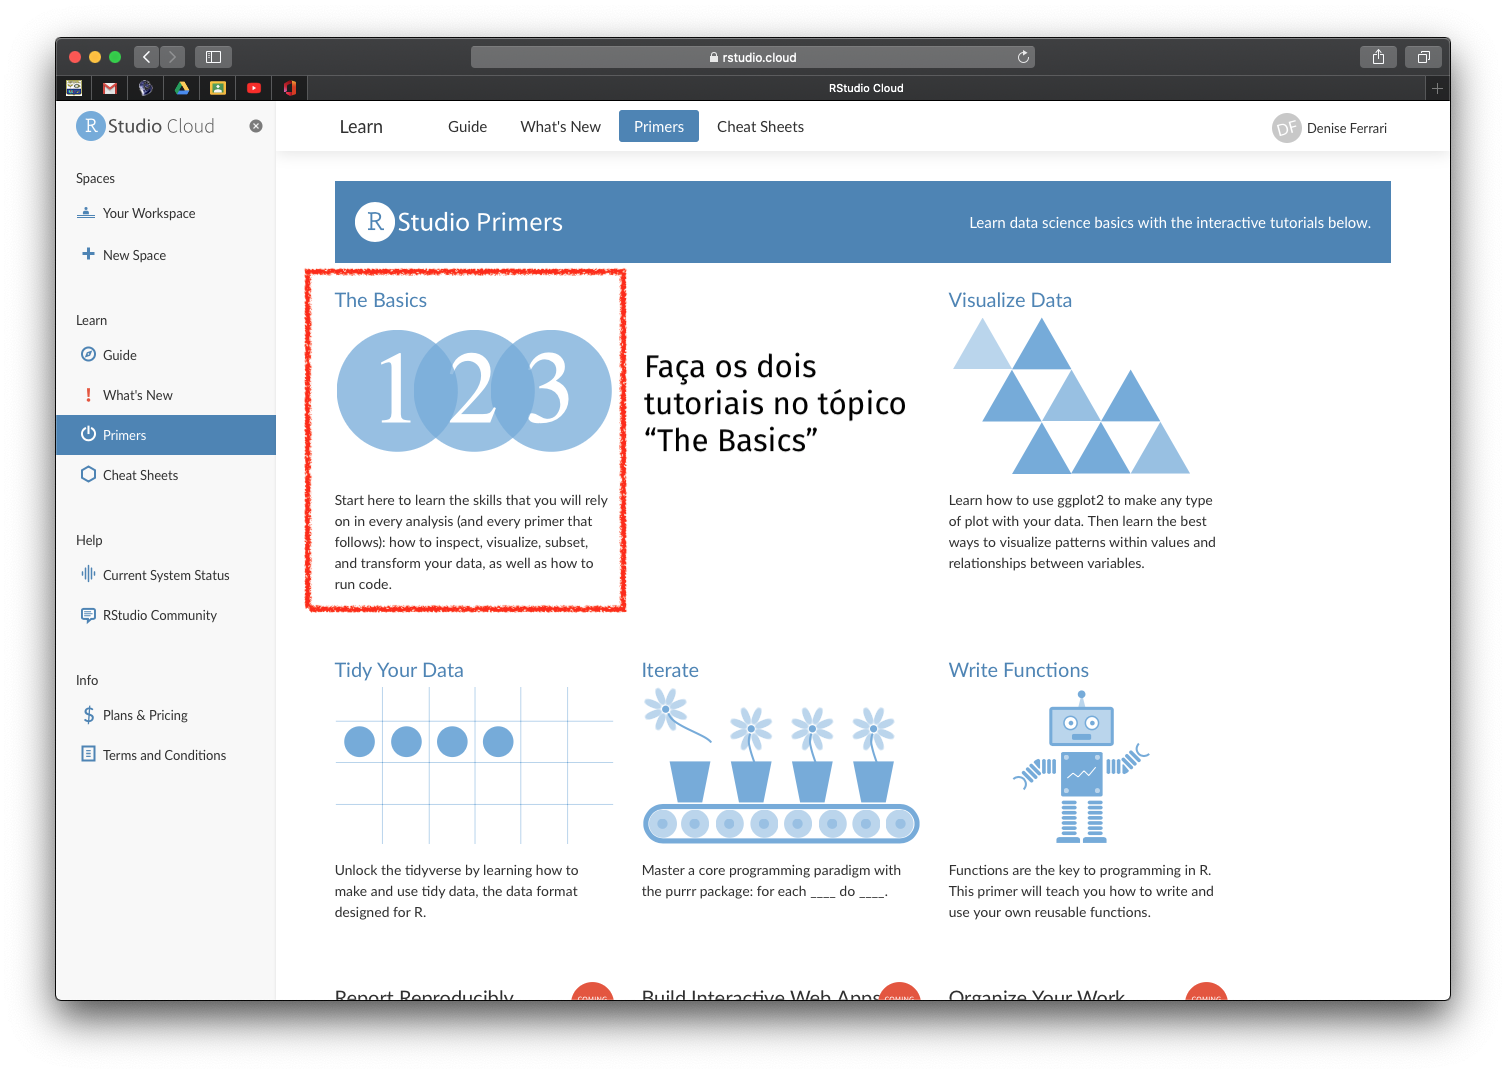 rstudio.cloud
RStudio Cloud
R Studio Cloud
Learn
Guide
What's New
Primers
Cheat Sheets
DF
Denise Ferrari
Spaces
Your Workspace
New Space
Learn
Guide
What's New
Primers
Cheat Sheets
Help
Current System Status
RStudio Community
Info
Plans & Pricing
Terms and Conditions
R Studio Primers
Learn data science basics with the interactive tutorials below.
The Basics
1 2 3
Start here to learn the skills that you will rely
on in every analysis (and every primer that
follows): how to inspect, visualize, subset,
and transform your data, as well as how to
run code.
Faça os dois
tutoriais no tópico
“The Basics”
Visualize Data
Learn how to use ggplot2 to make any type
of plot with your data. Then learn the best
ways to visualize patterns within values and
relationships between variables.
Tidy Your Data
Unlock the tidyverse by learning how to
make and use tidy data, the data format
designed for R.
Iterate
Master a core programming paradigm with
the purrr package: for each ____ do ____.
Write Functions
Functions are the key to programming in R.
This primer will teach you how to write and
use your own reusable functions.
Report Reproducibly
COMING
Build Interactive Web Apps
COMING
Organize Your Work
COMING